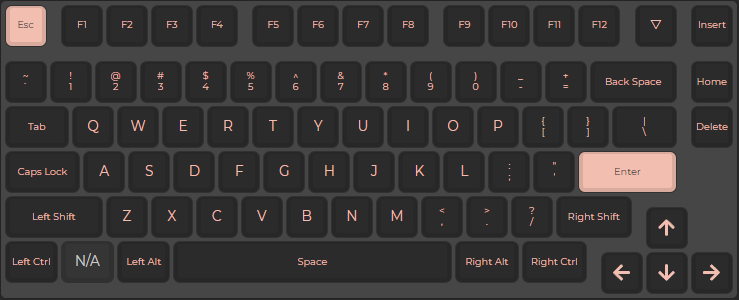 Esc F1 F2 F3 F4 F5 F6 F7 F8 F9 F10 F11 F12 ▽ Insert
~ ! @ # $ % ^ & * ( ) _ +
` 1 2 3 4 5 6 7 8 9 0 - = Back Space Home
Tab Q W E R T Y U I O P { } | Delete
[ ] \
Caps Lock A S D F G H J K L : " Enter
; '
Left Shift Z X C V B N M < > ? Right Shift ↑
, . /
Left Ctrl N/A Left Alt Space Right Alt Right Ctrl ← ↓ →